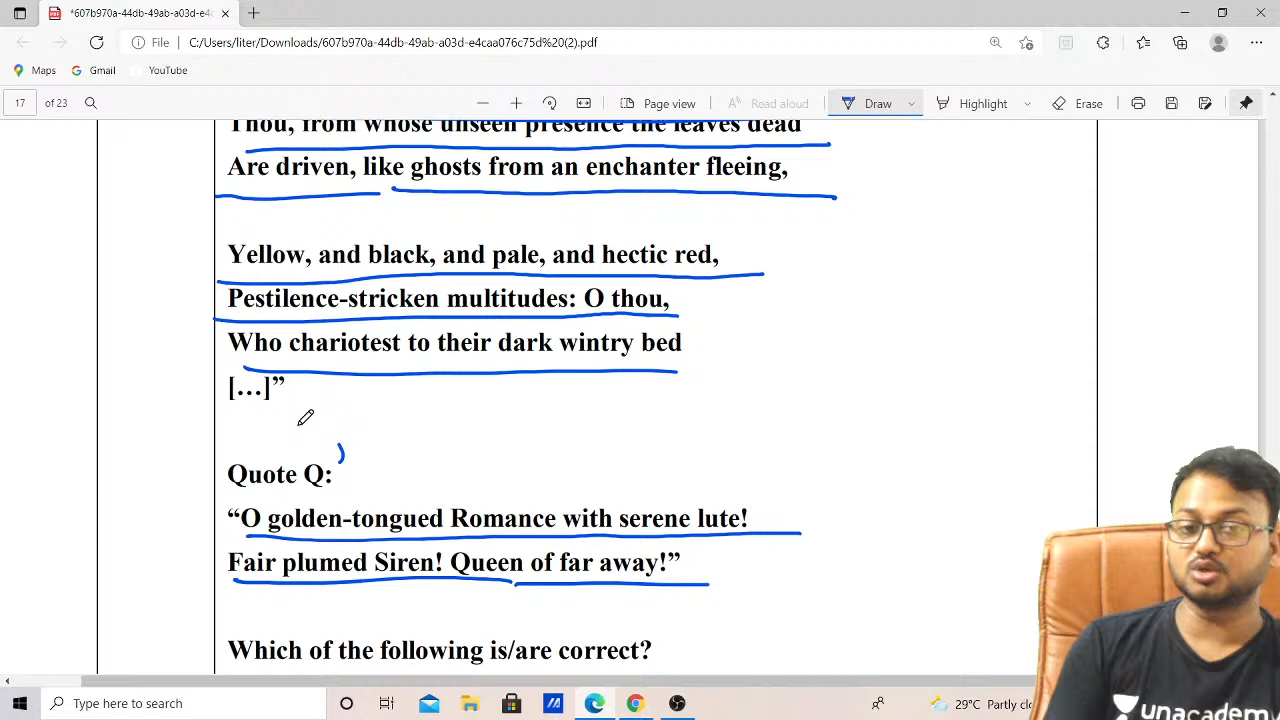 *607b970a-44db-49ab-a03d-e4c
File
C:/Users/liter/Downloads/607b970a-44db-49ab-a03d-e4caa076c75d%20(2).pdf
Maps
Gmail
YouTube
17 of 23
Page view
Read aloud
Draw
Highlight
Erase
Thou, from whose unseen presence the leaves dead
Are driven, like ghosts from an enchanter fleeing,
Yellow, and black, and pale, and hectic red,
Pestilence-stricken multitudes: O thou,
Who chariotest to their dark wintry bed
[…]”
Quote Q:
“O golden-tongued Romance with serene lute!
Fair plumed Siren! Queen of far away!”
Which of the following is/are correct?
Type here to search
29°C Partly clo
unacademy